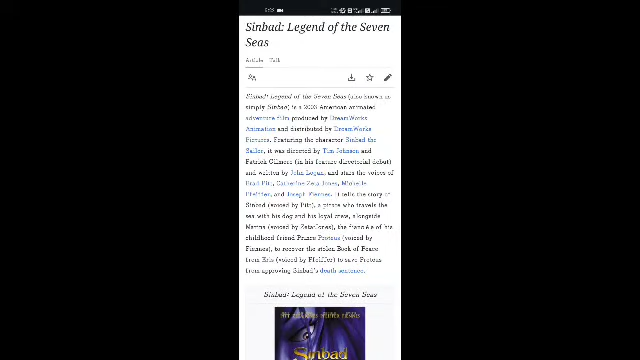 Sinbad: Legend of the Seven
Seas
Article Talk
Sinbad: Legend of the Seven Seas (also known as
simply Sinbad) is a 2003 American animated
adventure film produced by DreamWorks
Animation and distributed by DreamWorks
Pictures. Featuring the character Sinbad the
Sailor, it was directed by Tim Johnson and
Patrick Gilmore (in his feature directorial debut)
and written by John Logan, and stars the voices of
Brad Pitt, Catherine Zeta-Jones, Michelle
Pfeiffer, and Joseph Fiennes. It tells the story of
Sinbad (voiced by Pitt), a pirate who travels the
sea with his dog and his loyal crew, alongside
Marina (voiced by Zeta-Jones), the fiancée of his
childhood friend Prince Proteus (voiced by
Fiennes), to recover the stolen Book of Peace
from Eris (voiced by Pfeiffer) to save Proteus
from approving Sinbad's death sentence.
Sinbad: Legend of the Seven Seas
Sinbad